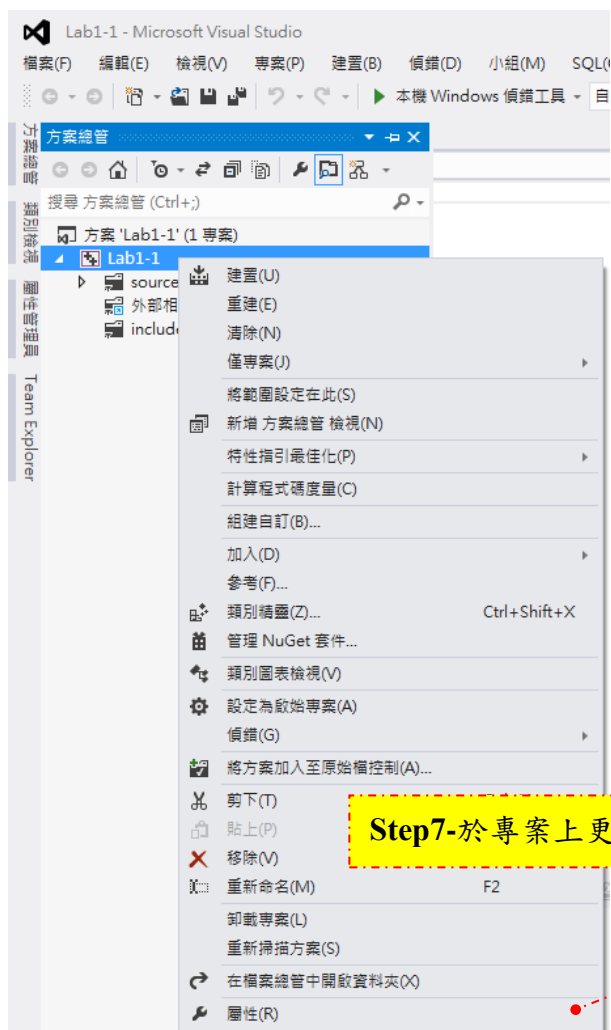 Lab1-1 - Microsoft Visual Studio
檔案(F) 編輯(E) 檢視(V) 專案(P) 建置(B) 偵錯(D) 小組(M) SQL(
本機 Windows 偵錯工具 自
方案總管
方案總管
類別檢視
屬性管理員
Team Explorer
搜尋 方案總管 (Ctrl+;)
方案 'Lab1-1' (1 專案)
Lab1-1
source
外部相
include
建置(U)
重建(E)
清除(N)
僅專案(J)
將範圍設定在此(S)
新增 方案總管 檢視(N)
特性指引最佳化(P)
計算程式碼度量(C)
組建自訂(B)...
加入(D)
參考(F)...
類別精靈(Z)... Ctrl+Shift+X
管理 NuGet 套件...
類別圖表檢視(V)
設定為啟始專案(A)
偵錯(G)
將方案加入至原始檔控制(A)...
剪下(T)
貼上(P)
Step7-於專案上更
移除(V)
重新命名(M) F2
卸載專案(L)
重新掃描方案(S)
在檔案總管中開啟資料夾(X)
屬性(R)